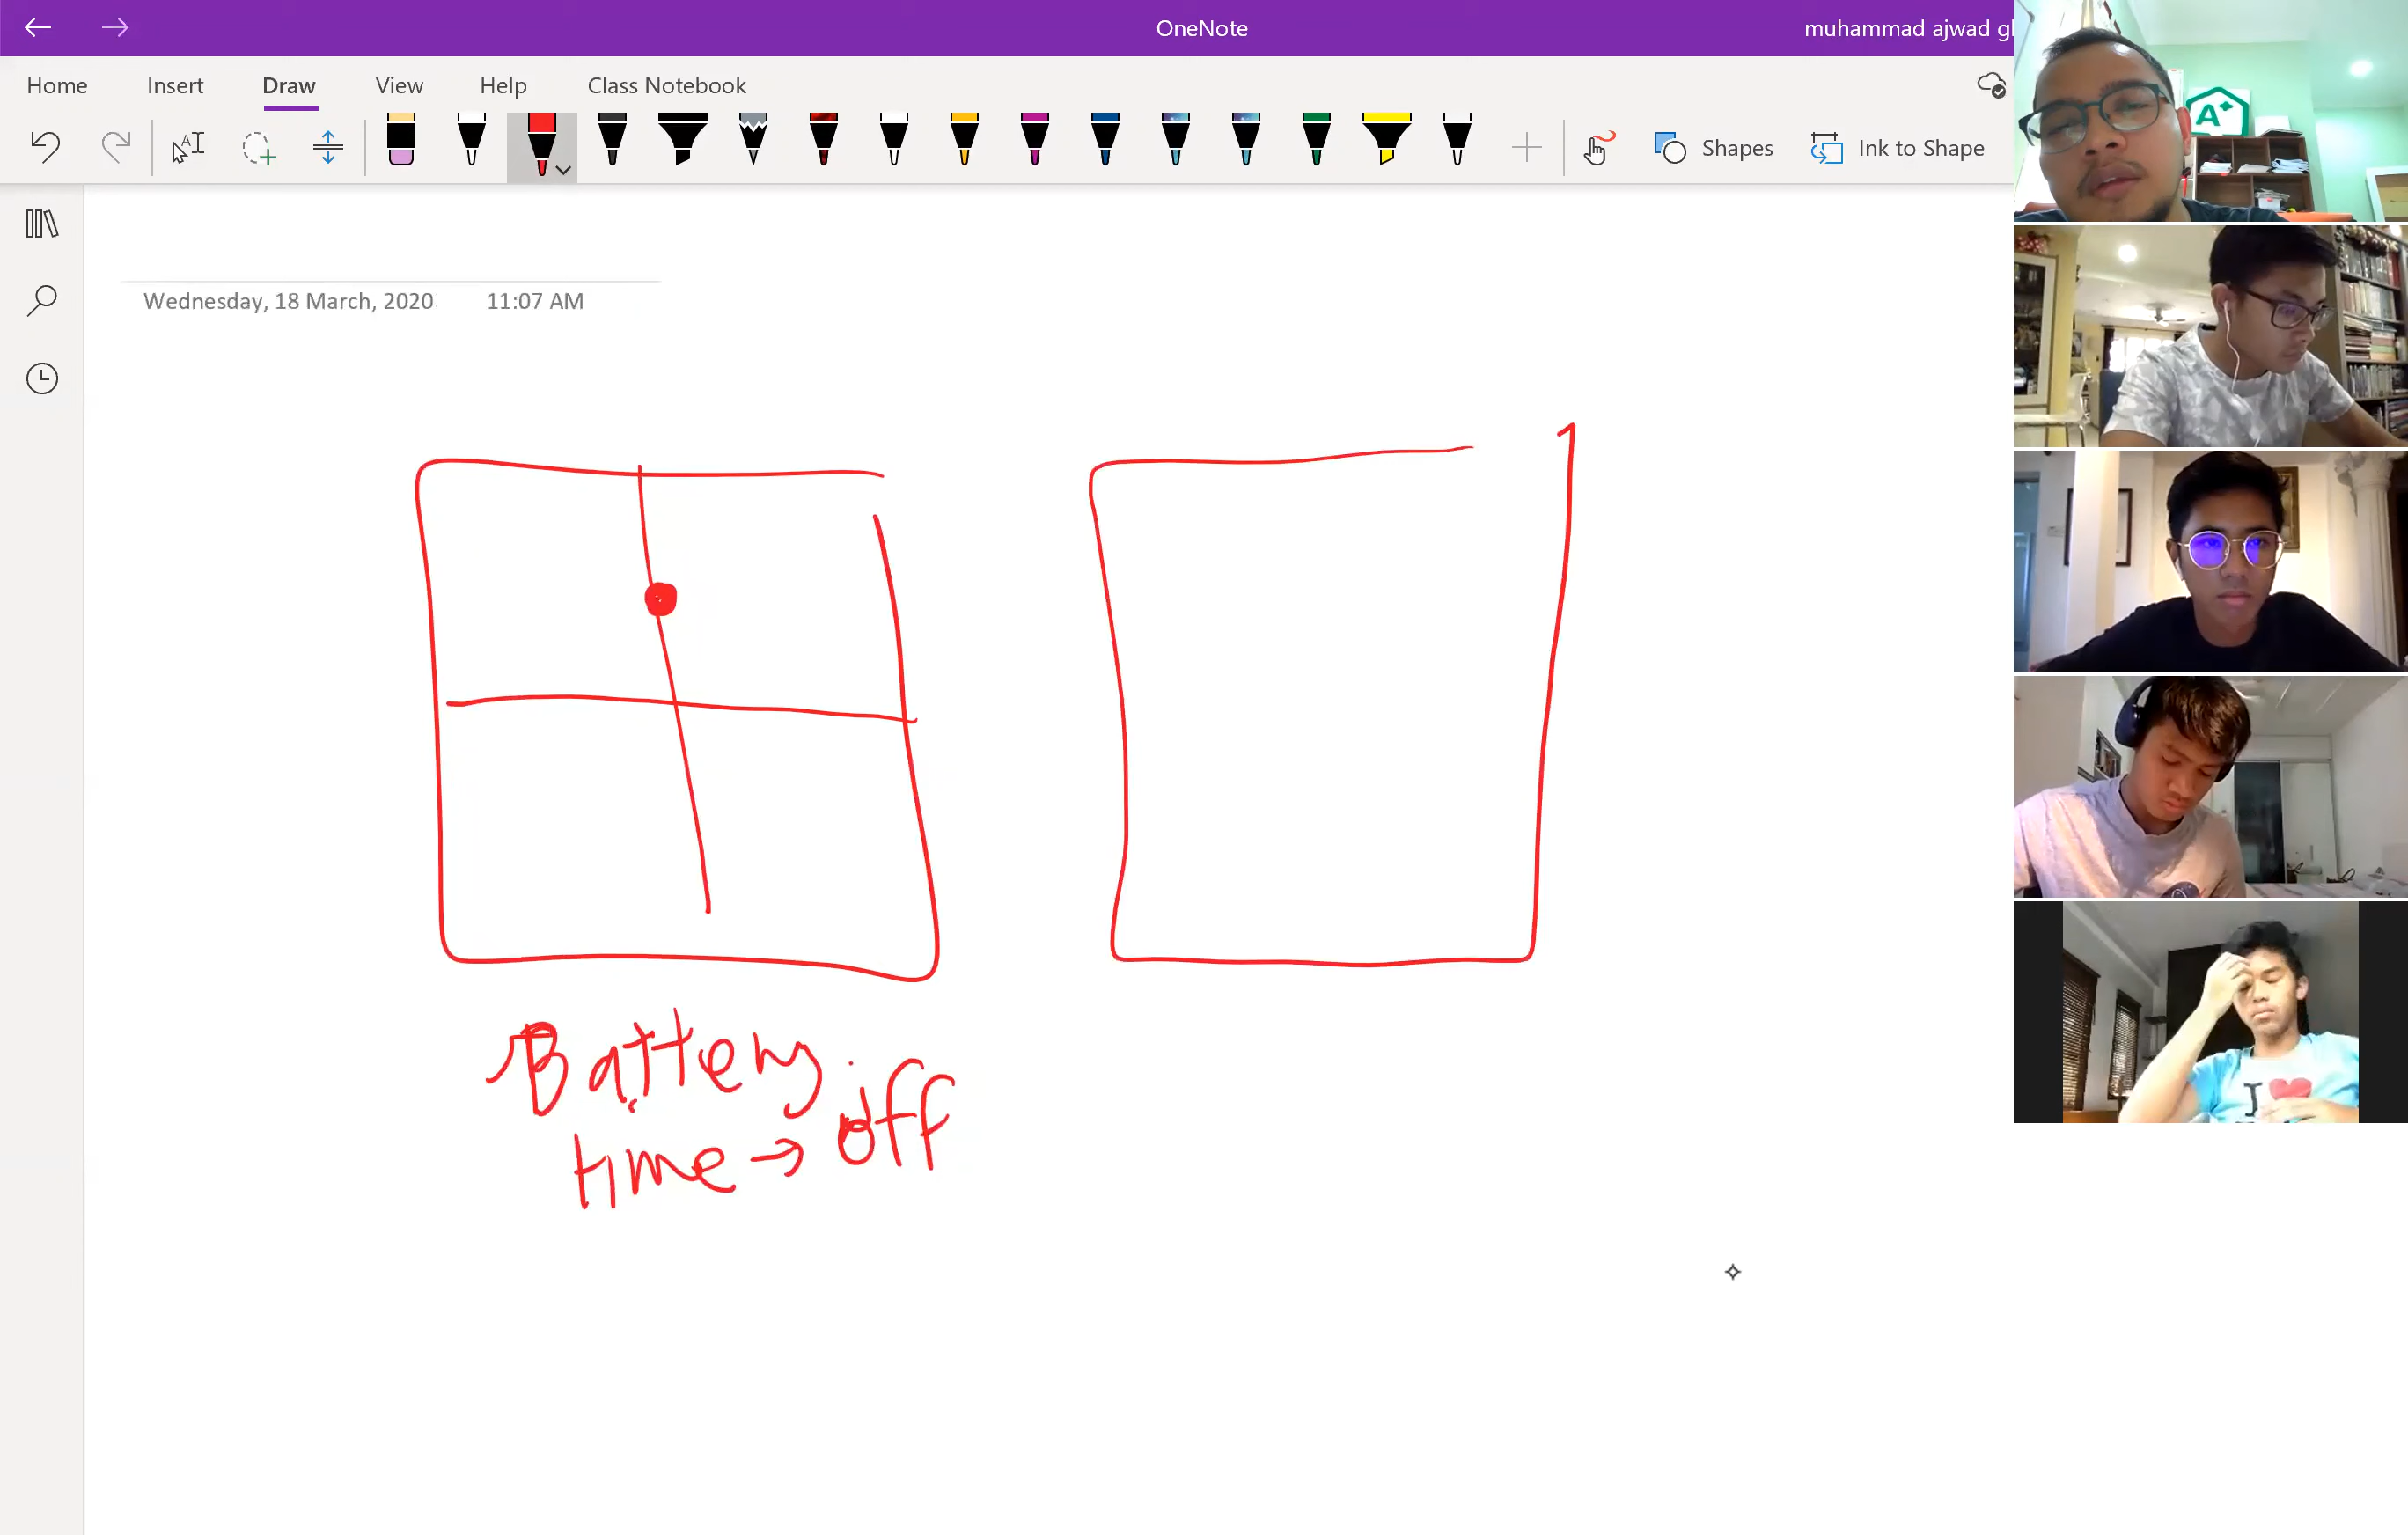 OneNote
muhammad ajwad gh
Home Insert Draw View Help Class Notebook
Shapes Ink to Shape
Wednesday, 18 March, 2020 11:07 AM
Battery
time → off
A+
I ❤